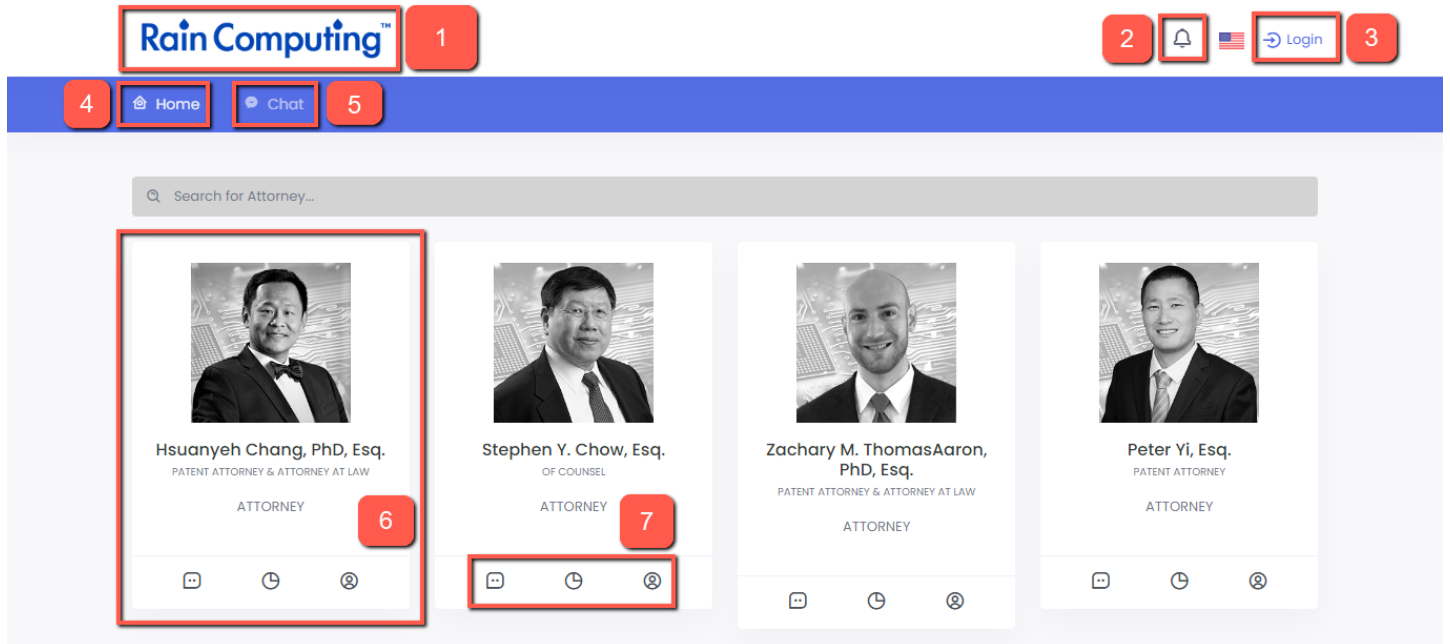 Rain Computing™
1
2
Login
3
4
Home
Chat
5
Search for Attorney...
Hsuanyeh Chang, PhD, Esq.
PATENT ATTORNEY & ATTORNEY AT LAW
ATTORNEY
6
Stephen Y. Chow, Esq.
OF COUNSEL
ATTORNEY
7
Zachary M. ThomasAaron,
PhD, Esq.
PATENT ATTORNEY & ATTORNEY AT LAW
ATTORNEY
Peter Yi, Esq.
PATENT ATTORNEY
ATTORNEY